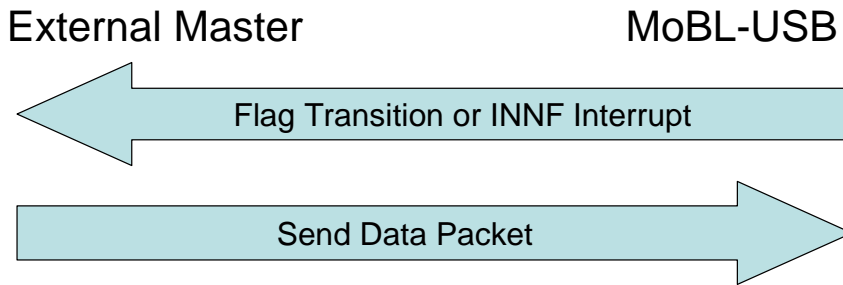 External Master MoBL-USB
Flag Transition or INNF Interrupt
Send Data Packet